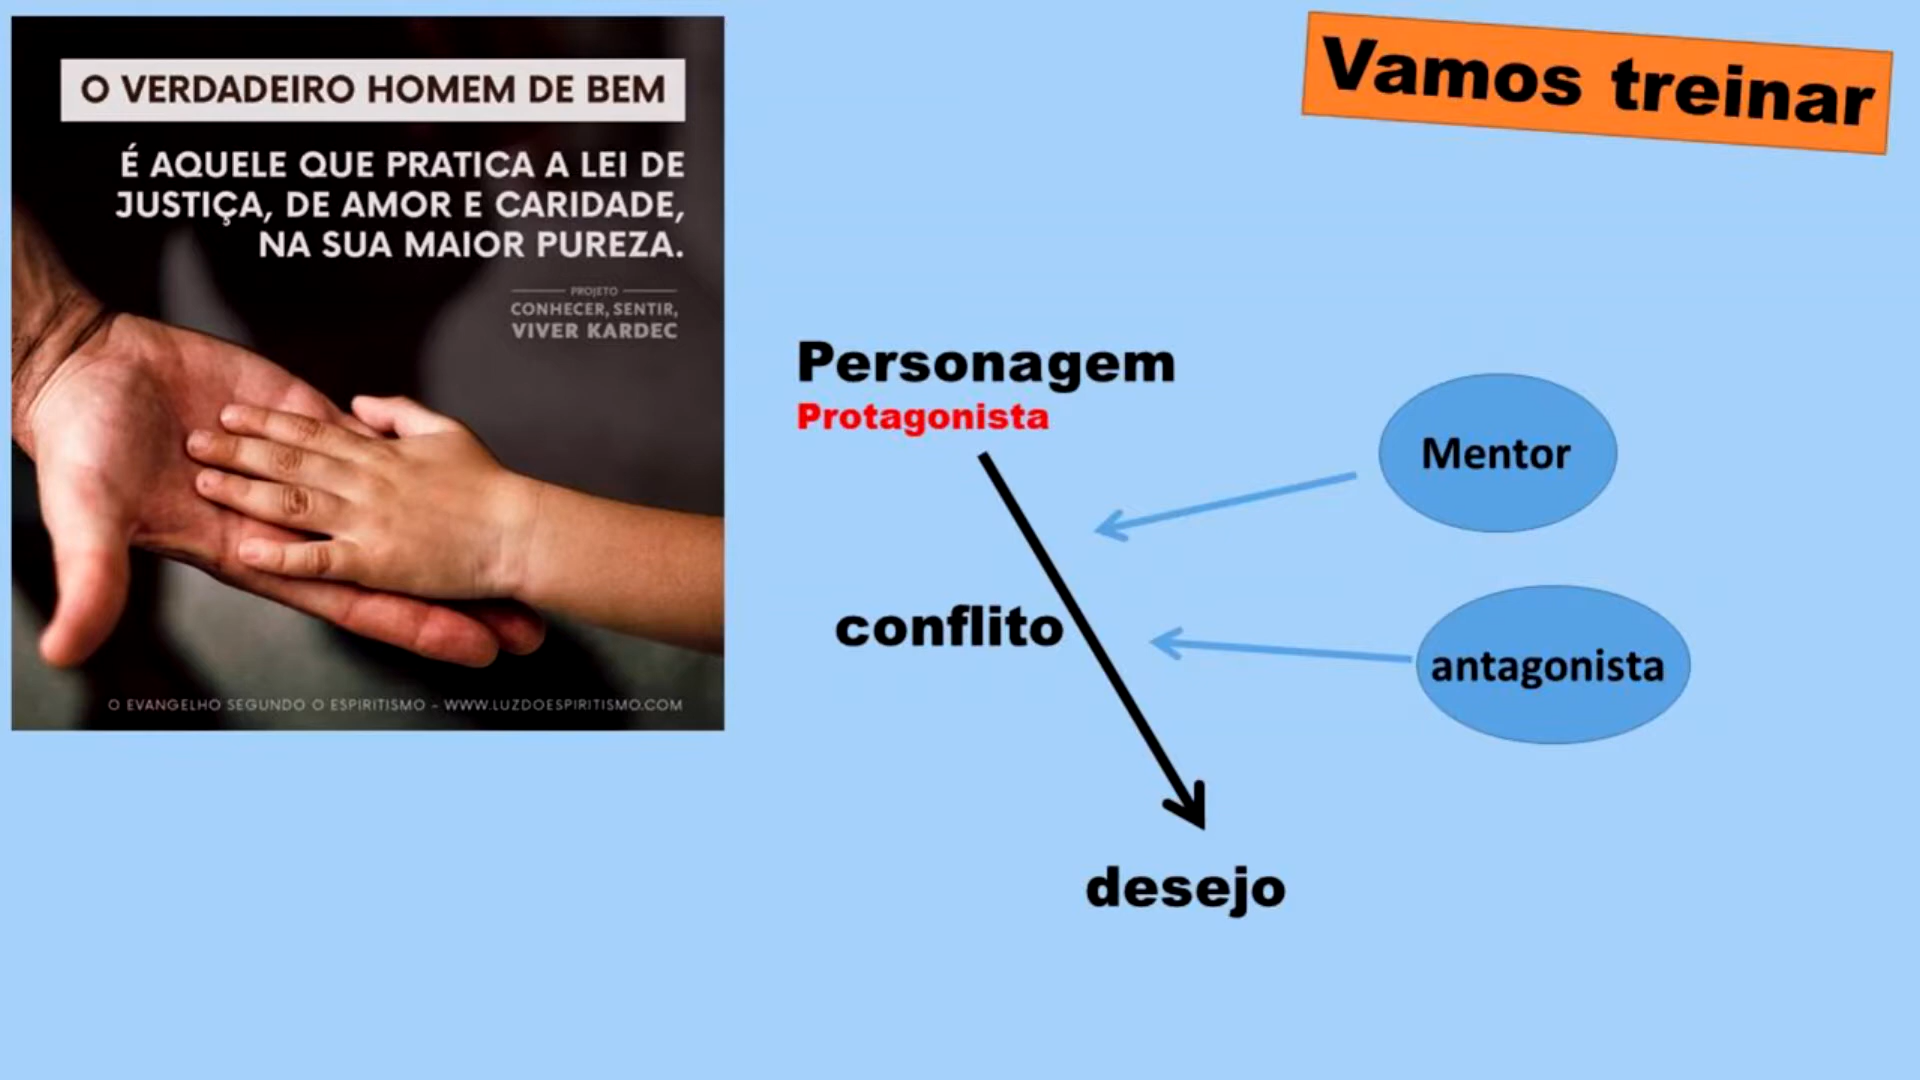 O VERDADEIRO HOMEM DE BEM
É AQUELE QUE PRATICA A LEI DE
JUSTIÇA, DE AMOR E CARIDADE,
NA SUA MAIOR PUREZA.
PROJETO
CONHECER, SENTIR,
VIVER KARDEC
O EVANGELHO SEGUNDO O ESPIRITISMO - WWW.LUZDOESPIRITISMO.COM
Vamos treinar
Personagem
Protagonista
Mentor
conflito
antagonista
desejo